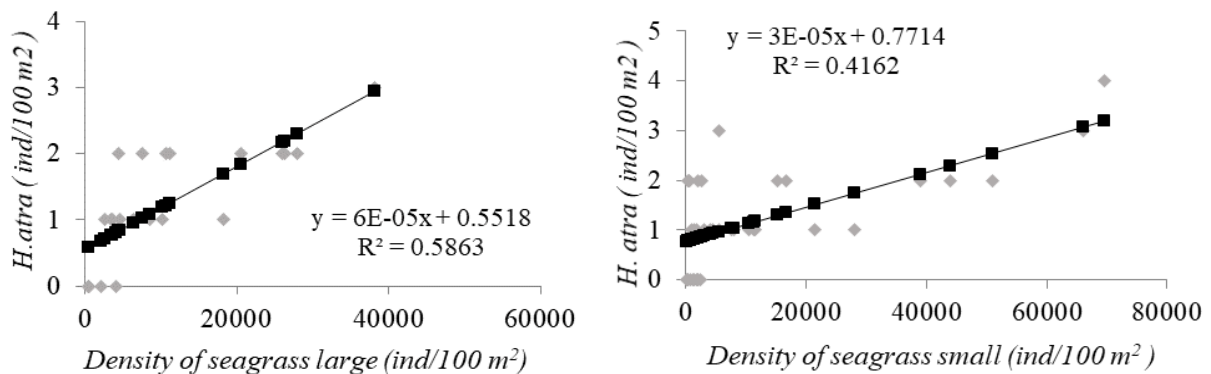 4
3
2
1
0
H.atra ( ind/100 m2 )
y = 6E-05x + 0.5518
R² = 0.5863
0 20000 40000 60000
Density of seagrass large (ind/100 m²)
5
4
3
2
1
0
H. atra ( ind/100 m2 )
y = 3E-05x + 0.7714
R² = 0.4162
0 20000 40000 60000 80000
Density of seagrass small (ind/100 m² )